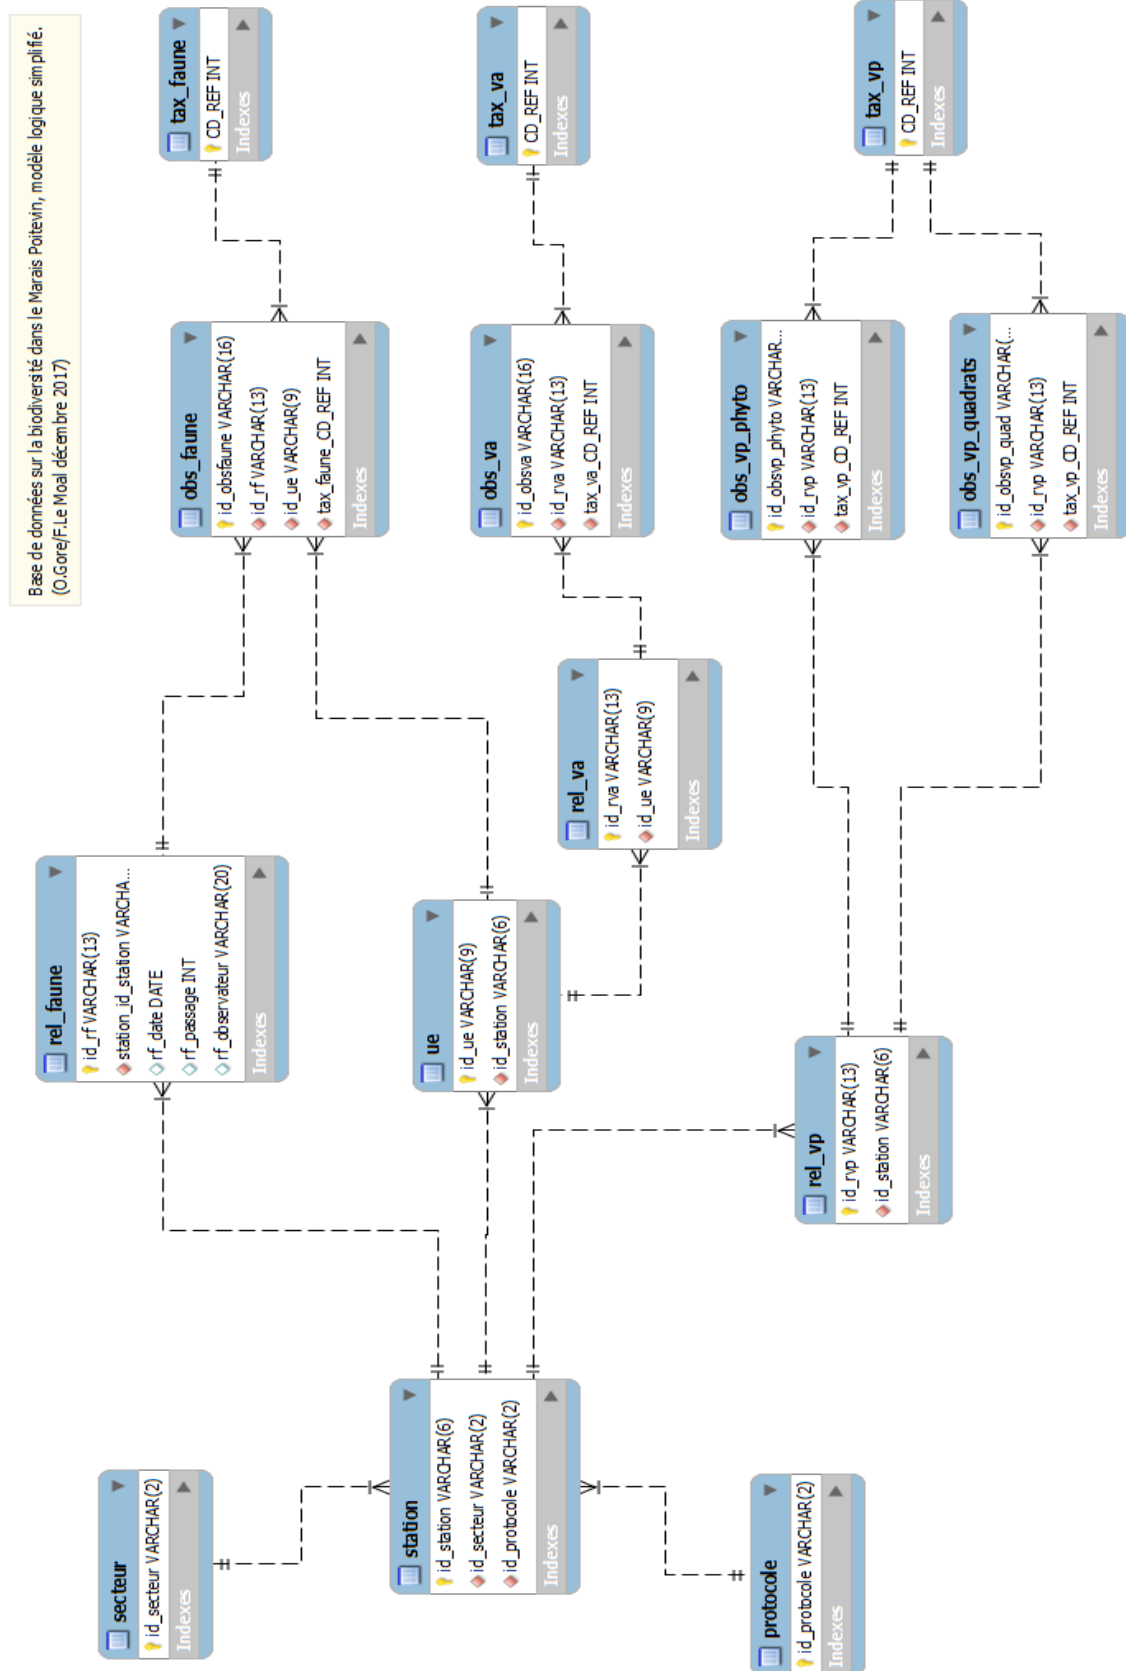 Base de données sur la biodiversité dans le Marais Poitevin, modèle logique simplifié.
(O.Gore/F.Le Moal décembre 2017)
secteur
id_secteur VARCHAR(2)
Indexes
station
id_station VARCHAR(6)
id_secteur VARCHAR(2)
id_protocole VARCHAR(2)
Indexes
protocole
id_protocole VARCHAR(2)
Indexes
rel_faune
id_rf VARCHAR(13)
station_id_station VARCHA...
rf_date DATE
rf_passage INT
rf_observateur VARCHAR(20)
Indexes
ue
id_ue VARCHAR(9)
id_station VARCHAR(6)
Indexes
rel_vp
id_rvp VARCHAR(13)
id_station VARCHAR(6)
Indexes
rel_va
id_rva VARCHAR(13)
id_ue VARCHAR(9)
Indexes
obs_faune
id_obsfaune VARCHAR(16)
id_rf VARCHAR(13)
id_ue VARCHAR(9)
tax_faune_CD_REF INT
Indexes
obs_va
id_obsva VARCHAR(16)
id_rva VARCHAR(13)
tax_va_CD_REF INT
Indexes
obs_vp_phyto
id_obsvp_phyto VARCHAR...
id_rvp VARCHAR(13)
tax_vp_CD_REF INT
Indexes
obs_vp_quadrats
id_obsvp_quad VARCHAR(...
id_rvp VARCHAR(13)
tax_vp_CD_REF INT
Indexes
tax_faune
CD_REF INT
Indexes
tax_va
CD_REF INT
Indexes
tax_vp
CD_REF INT
Indexes